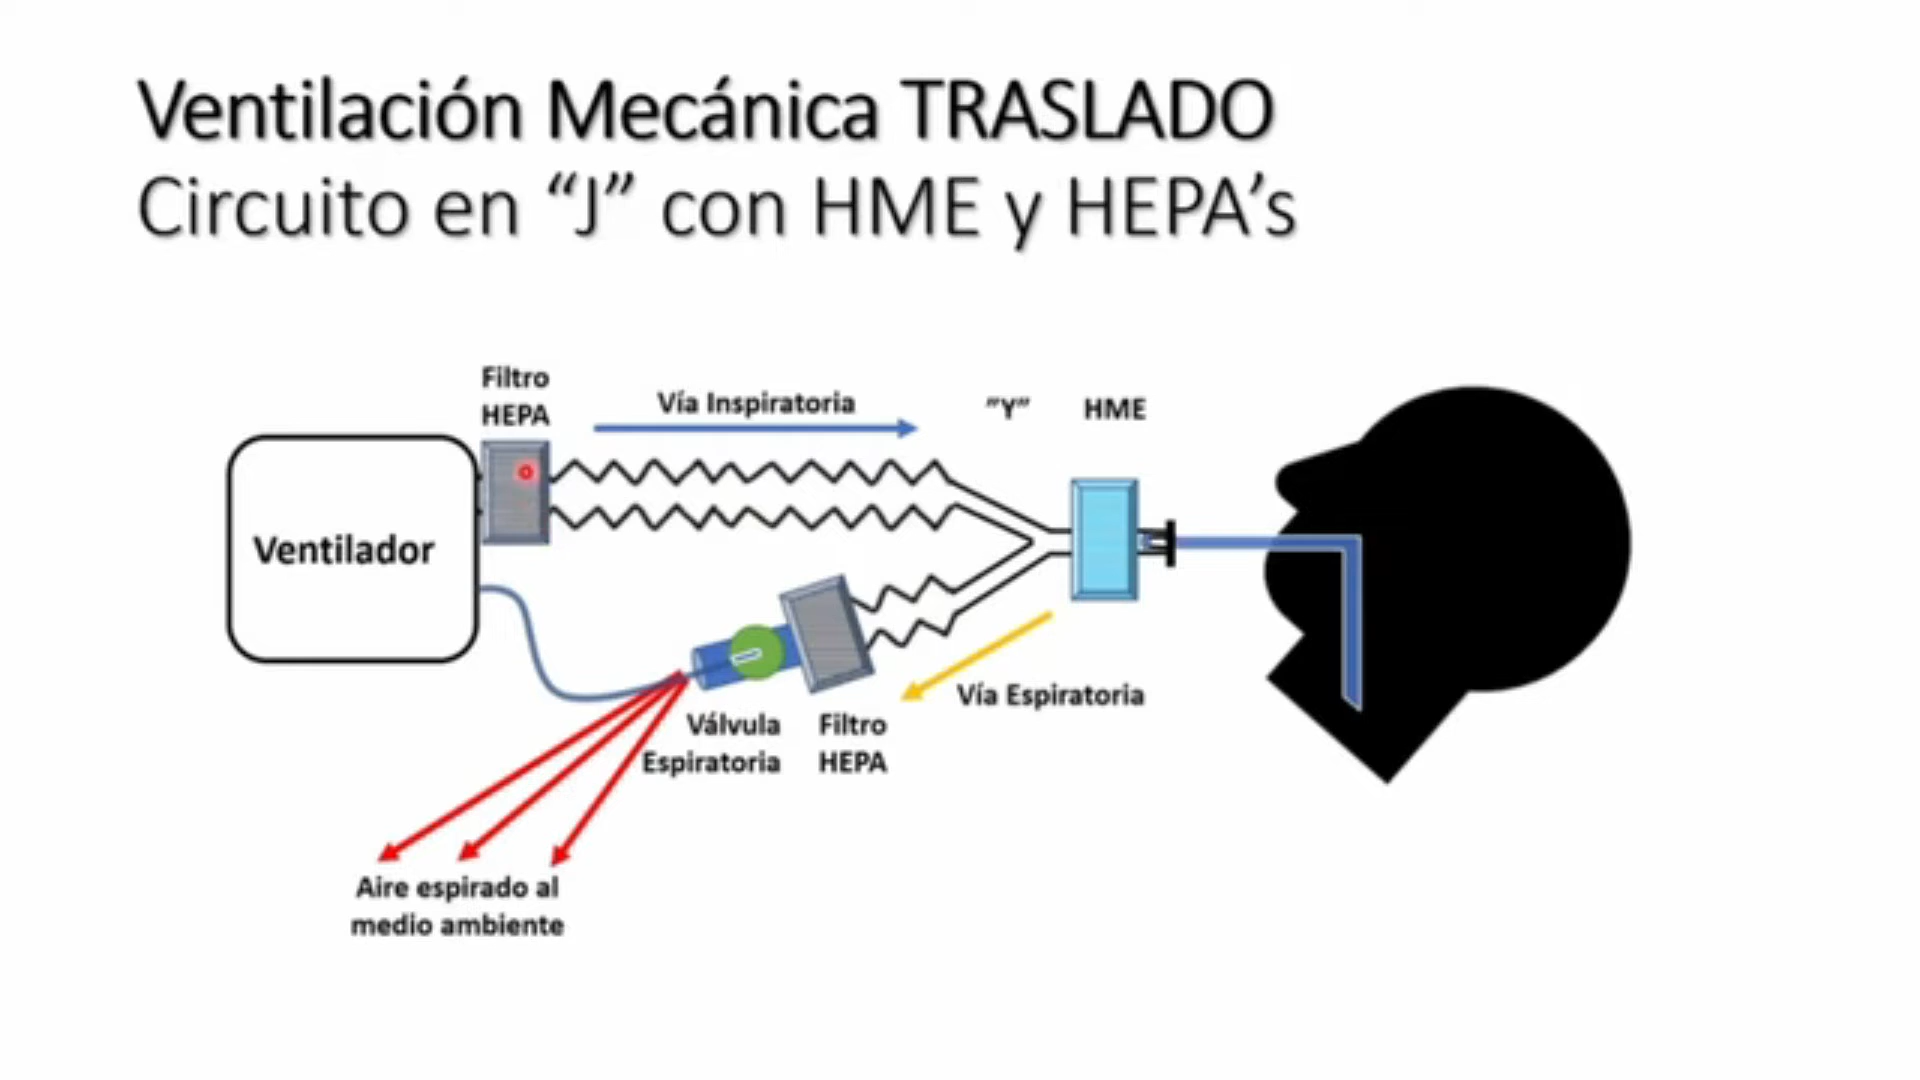 Ventilación Mecánica TRASLADO
Circuito en “J” con HME y HEPA’s
Filtro
HEPA
Vía Inspiratoria
”Y”
HME
Ventilador
Vía Espiratoria
Válvula
Espiratoria
Filtro
HEPA
Aire espirado al
medio ambiente